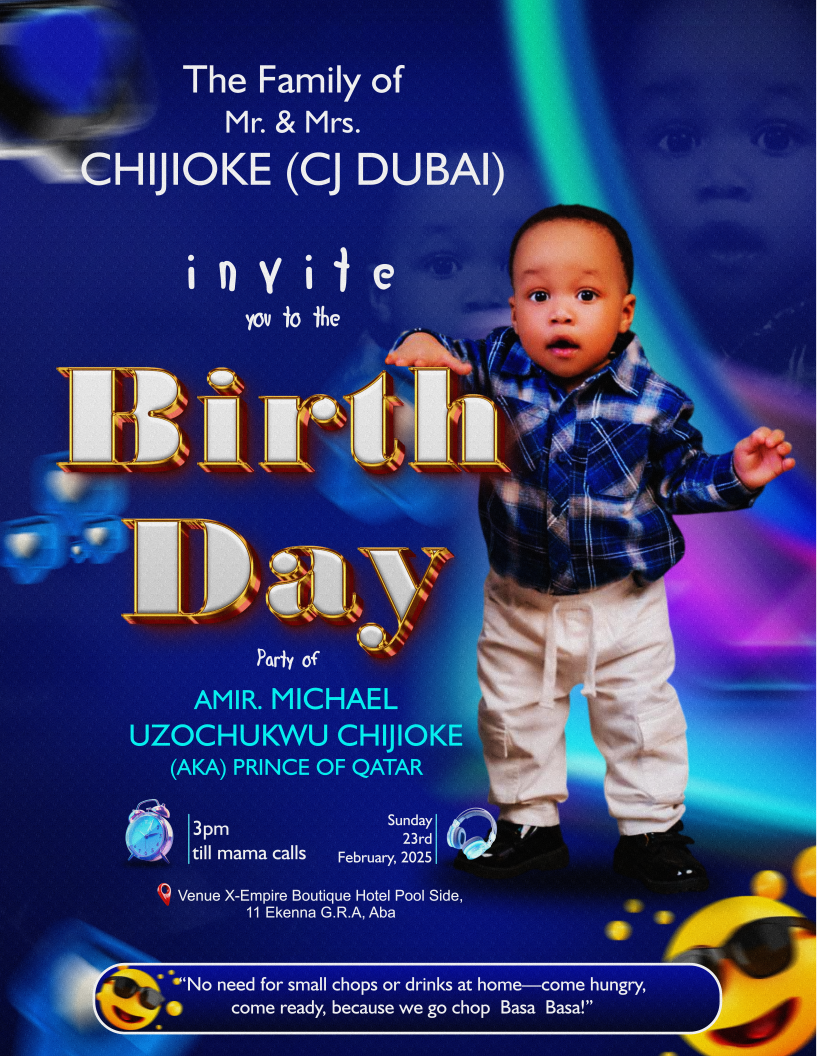 The Family of
Mr. & Mrs.
CHIJIOKE (CJ DUBAI)
invite
you to the
Birth
Day
Party of
AMIR. MICHAEL
UZOCHUKWU CHIJIOKE
(AKA) PRINCE OF QATAR
3pm
till mama calls
Sunday
23rd
February, 2025
Venue X-Empire Boutique Hotel Pool Side,
11 Ekenna G.R.A, Aba
“No need for small chops or drinks at home—come hungry,
come ready, because we go chop Basa Basa!”